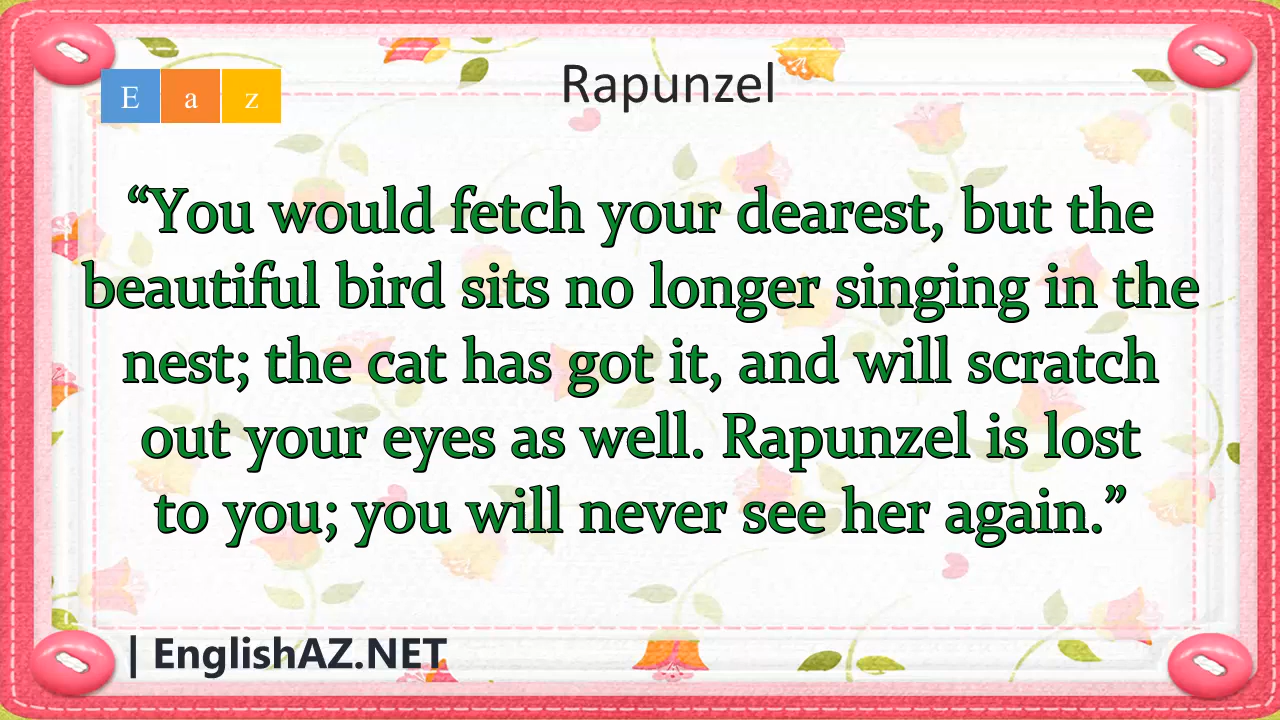 Rapunzel
E a z
“You would fetch your dearest, but the
beautiful bird sits no longer singing in the
nest; the cat has got it, and will scratch
out your eyes as well. Rapunzel is lost
to you; you will never see her again.”
| EnglishAZ.NET